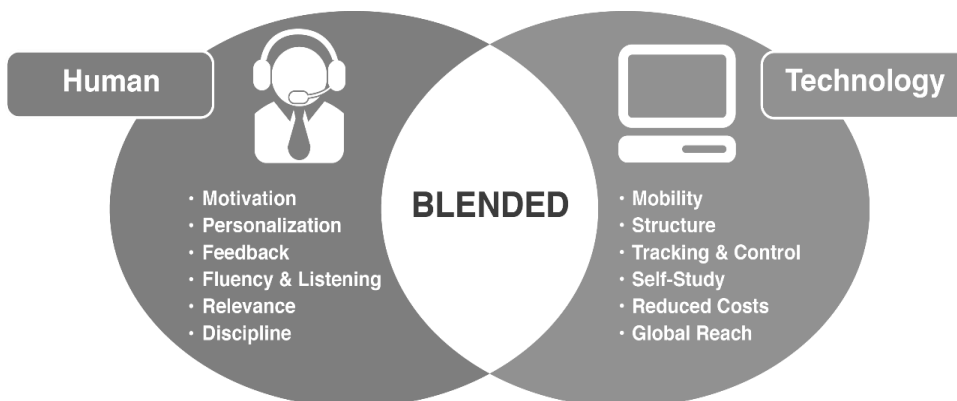 Human
· Motivation
· Personalization
· Feedback
· Fluency & Listening
· Relevance
· Discipline
BLENDED
Technology
· Mobility
· Structure
· Tracking & Control
· Self-Study
· Reduced Costs
· Global Reach